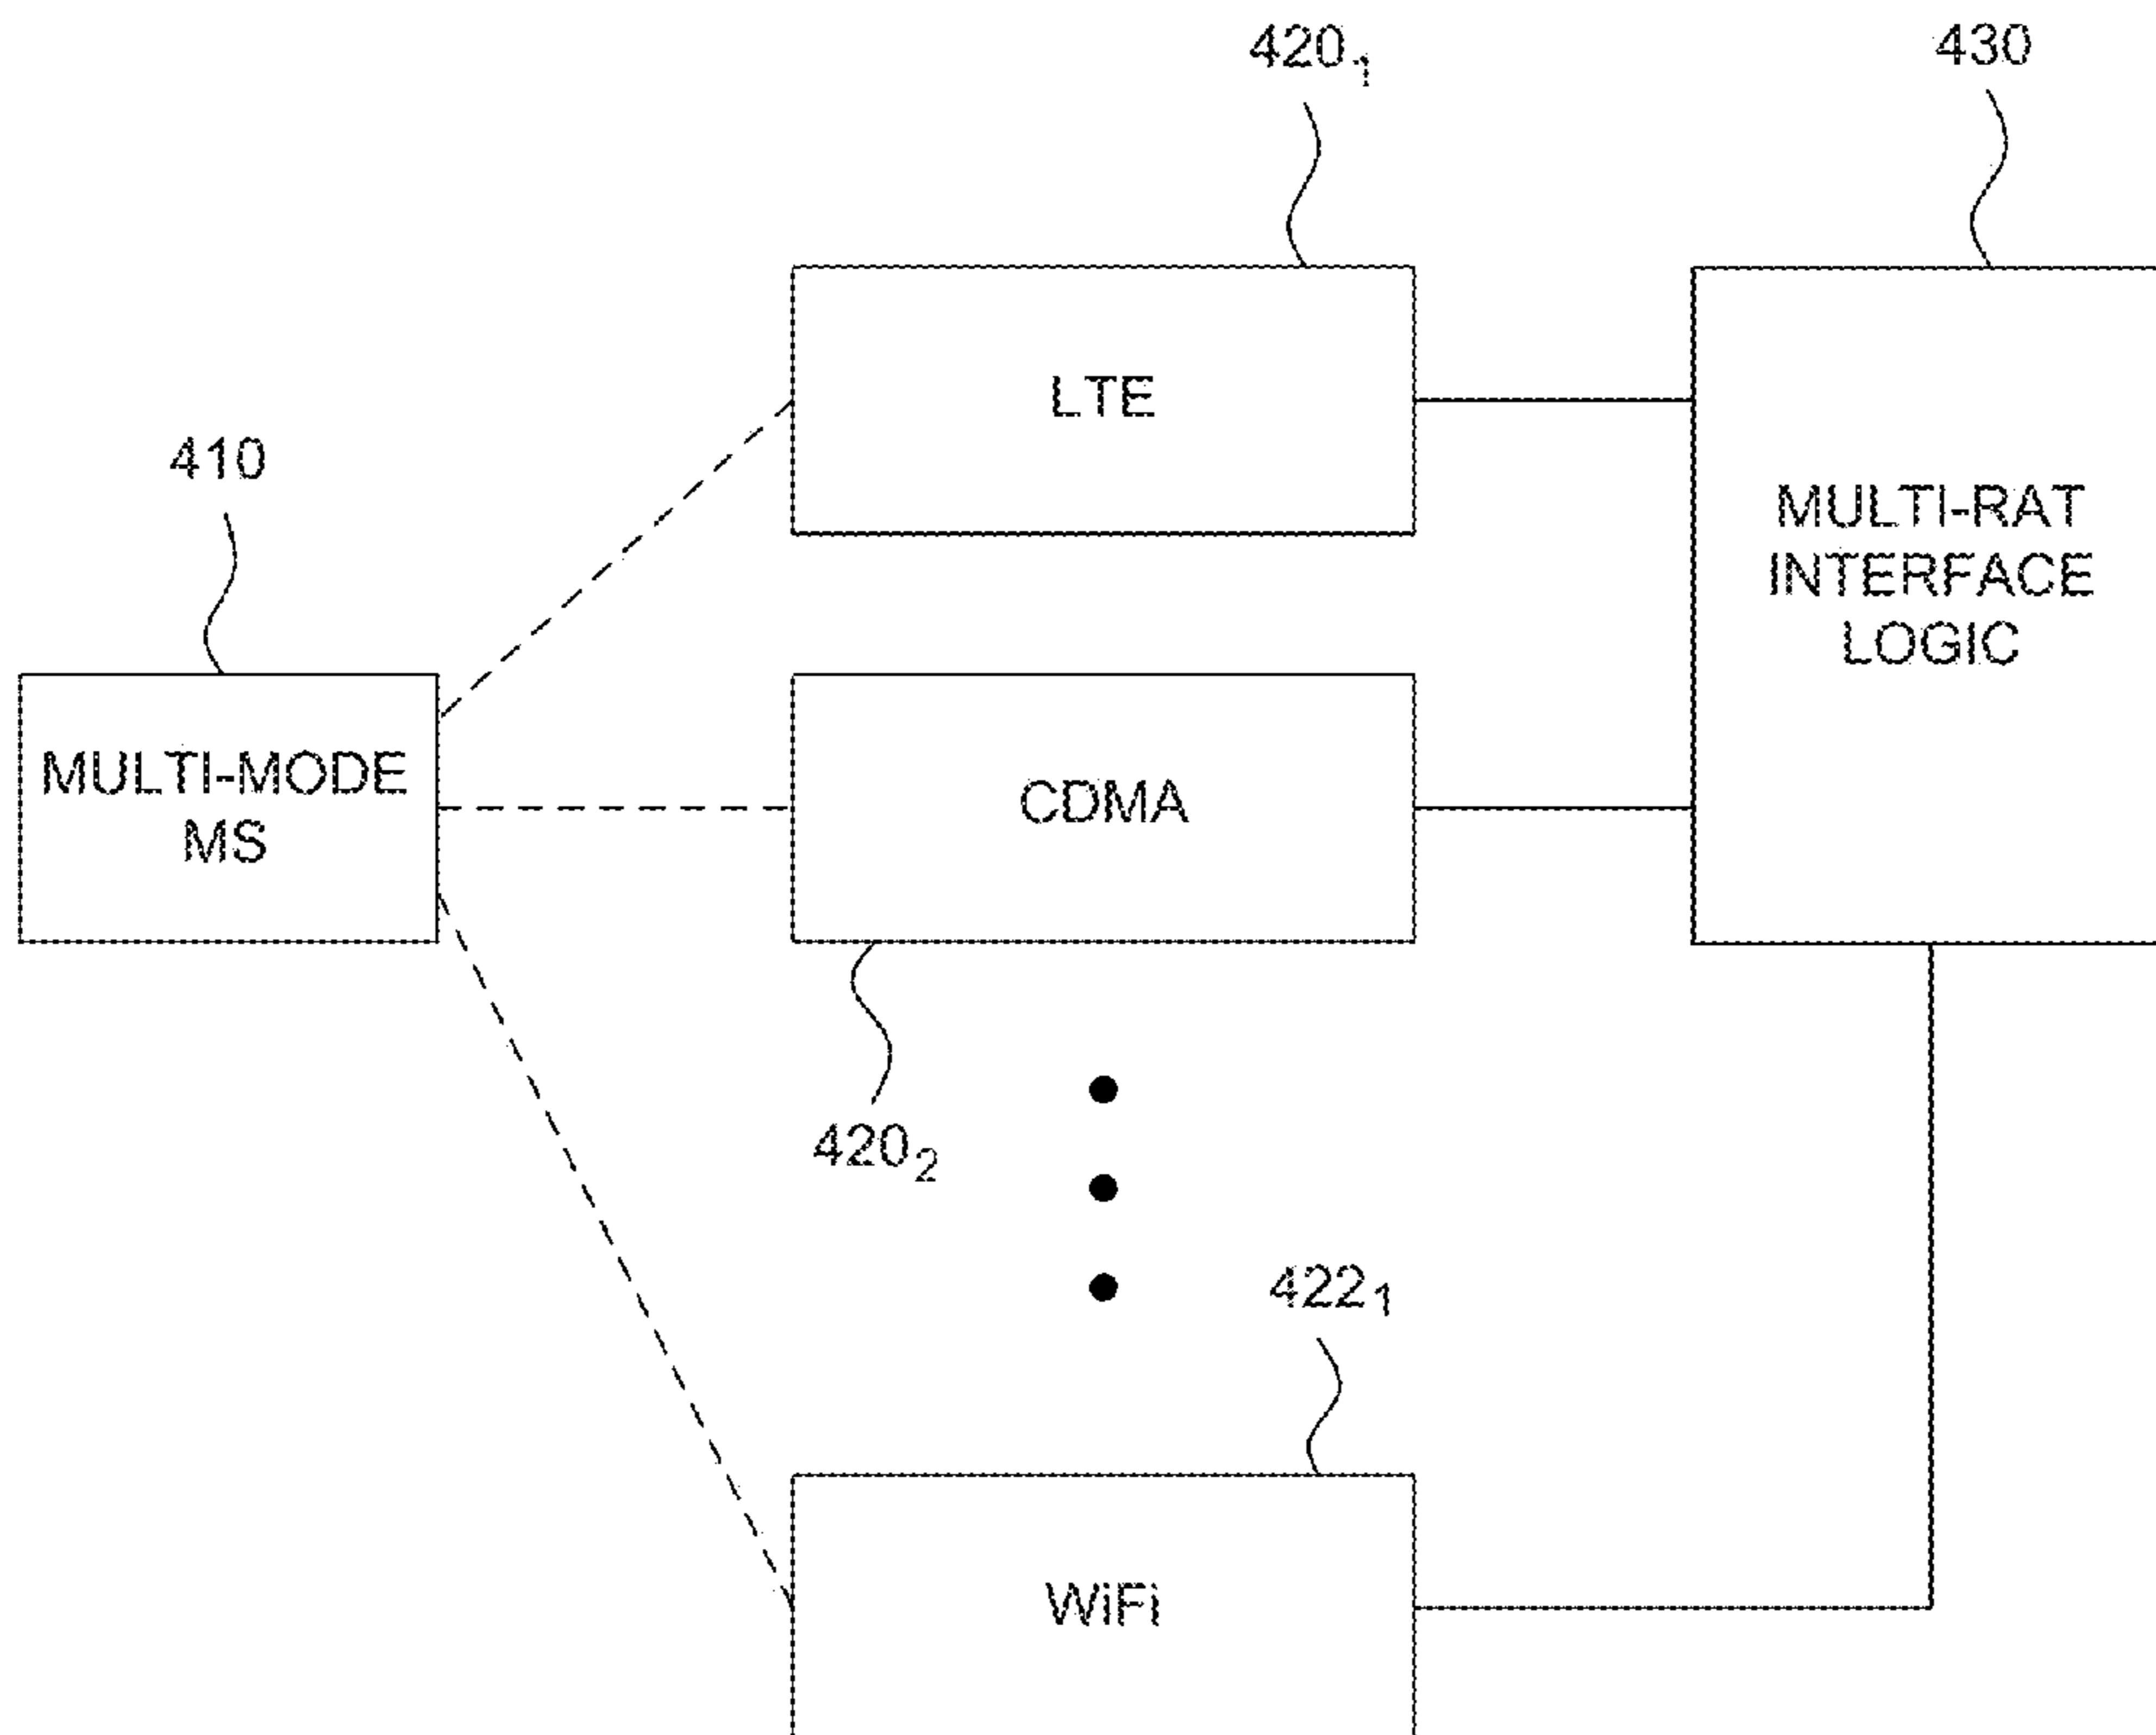 420₁
430
LTE
410
MULTI-RAT
INTERFACE
LOGIC
MULTI-MODE
MS
CDMA
420₂
422₁
WiFi